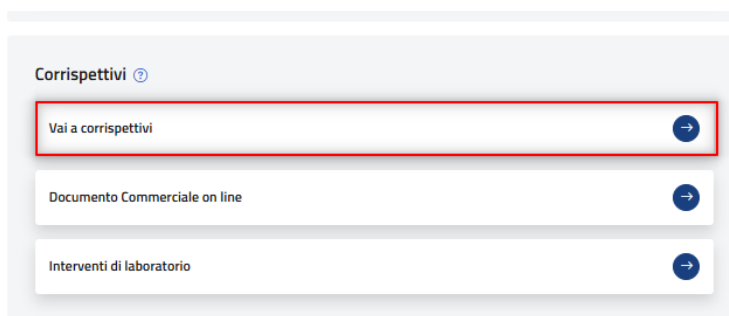 Corrispettivi ?
Vai a corrispettivi
Documento Commerciale on line
Interventi di laboratorio